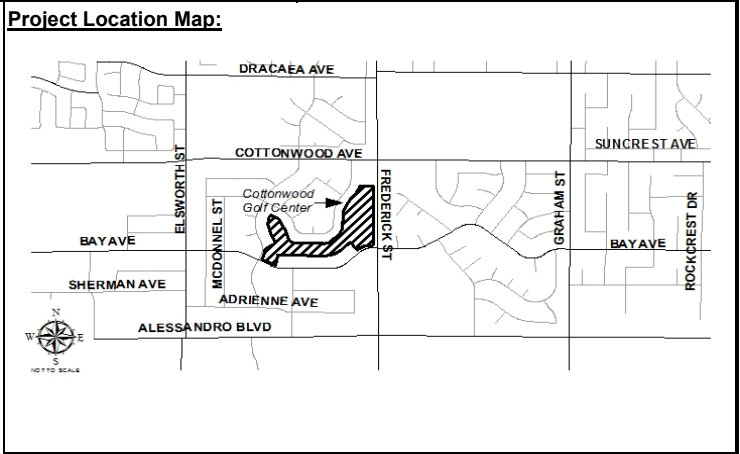 Project Location Map:
DRACAEA AVE
SUNCREST AVE
COTTONWOOD AVE
ELSWORTH ST
MCDONNEL ST
Cottonwood
Golf Center
FREDERICK ST
GRAHAM ST
ROCKCREST DR
BAY AVE
BAY AVE
SHERMAN AVE
ADRIENNE AVE
ALESSANDRO BLVD
N
W
E
S
NOT TO SCALE